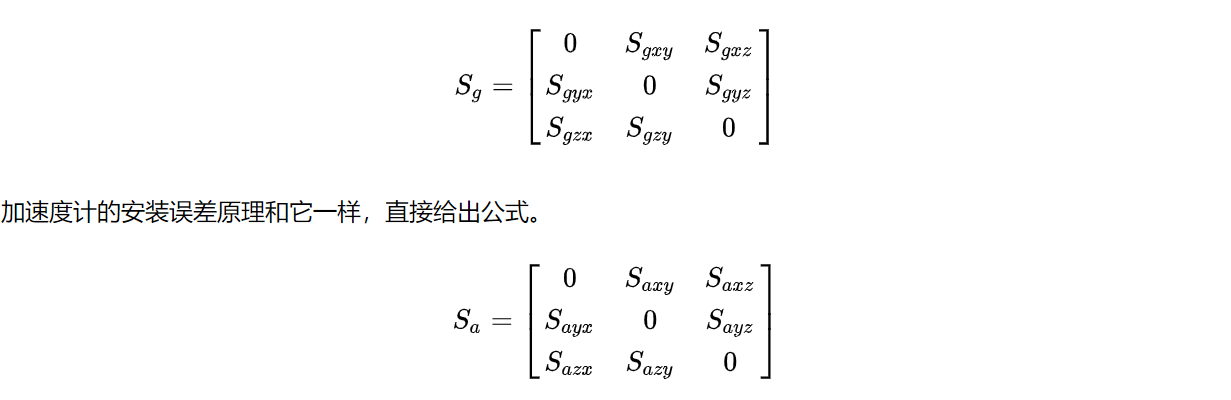 S_g = \begin{bmatrix} 0 & S_{gxy} & S_{gxz} \\ S_{gyx} & 0 & S_{gyz} \\ S_{gzx} & S_{gzy} & 0 \end{bmatrix}
加速度计的安装误差原理和它一样，直接给出公式。
S_a = \begin{bmatrix} 0 & S_{axy} & S_{axz} \\ S_{ayx} & 0 & S_{ayz} \\ S_{azx} & S_{azy} & 0 \end{bmatrix}